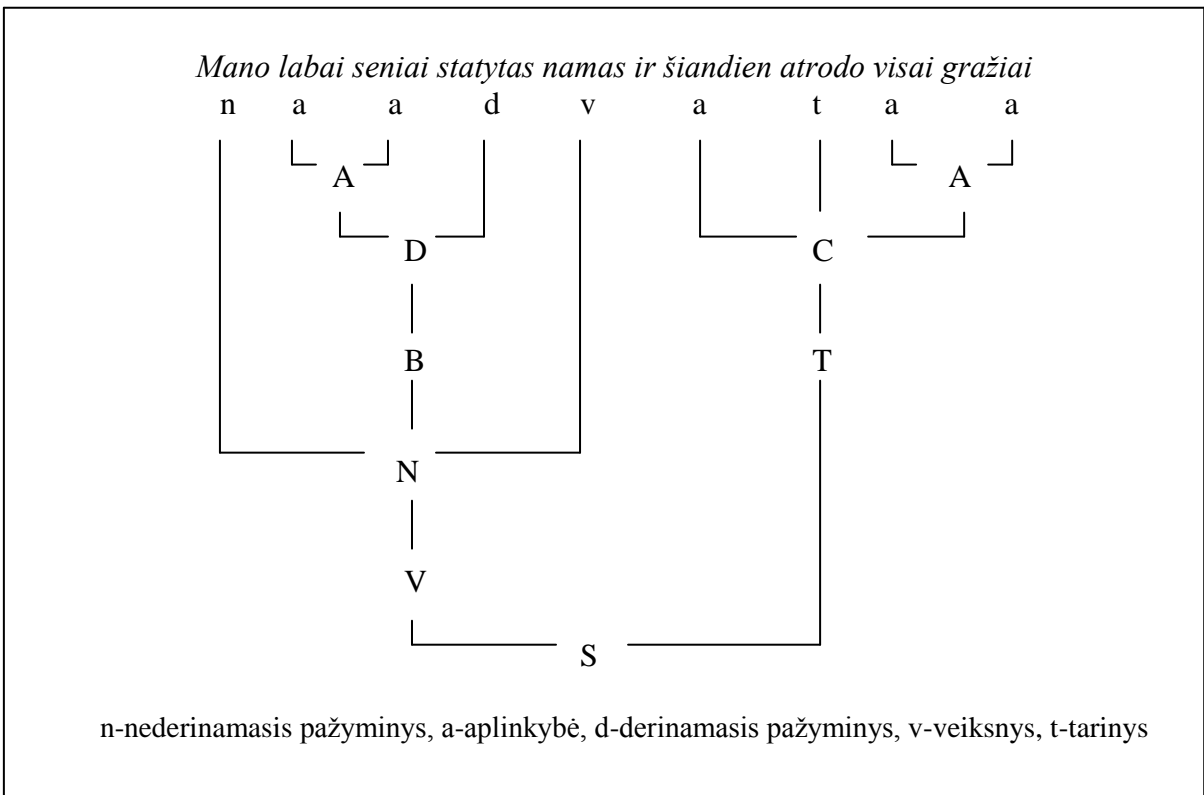 Mano labai seniai statytas namas ir šiandien atrodo visai gražiai
n a a d v a t a a
A A
D C
B T
N
V
S
n-nederinamasis pažyminys, a-aplinkybė, d-derinamasis pažyminys, v-veiksnys, t-tarinys